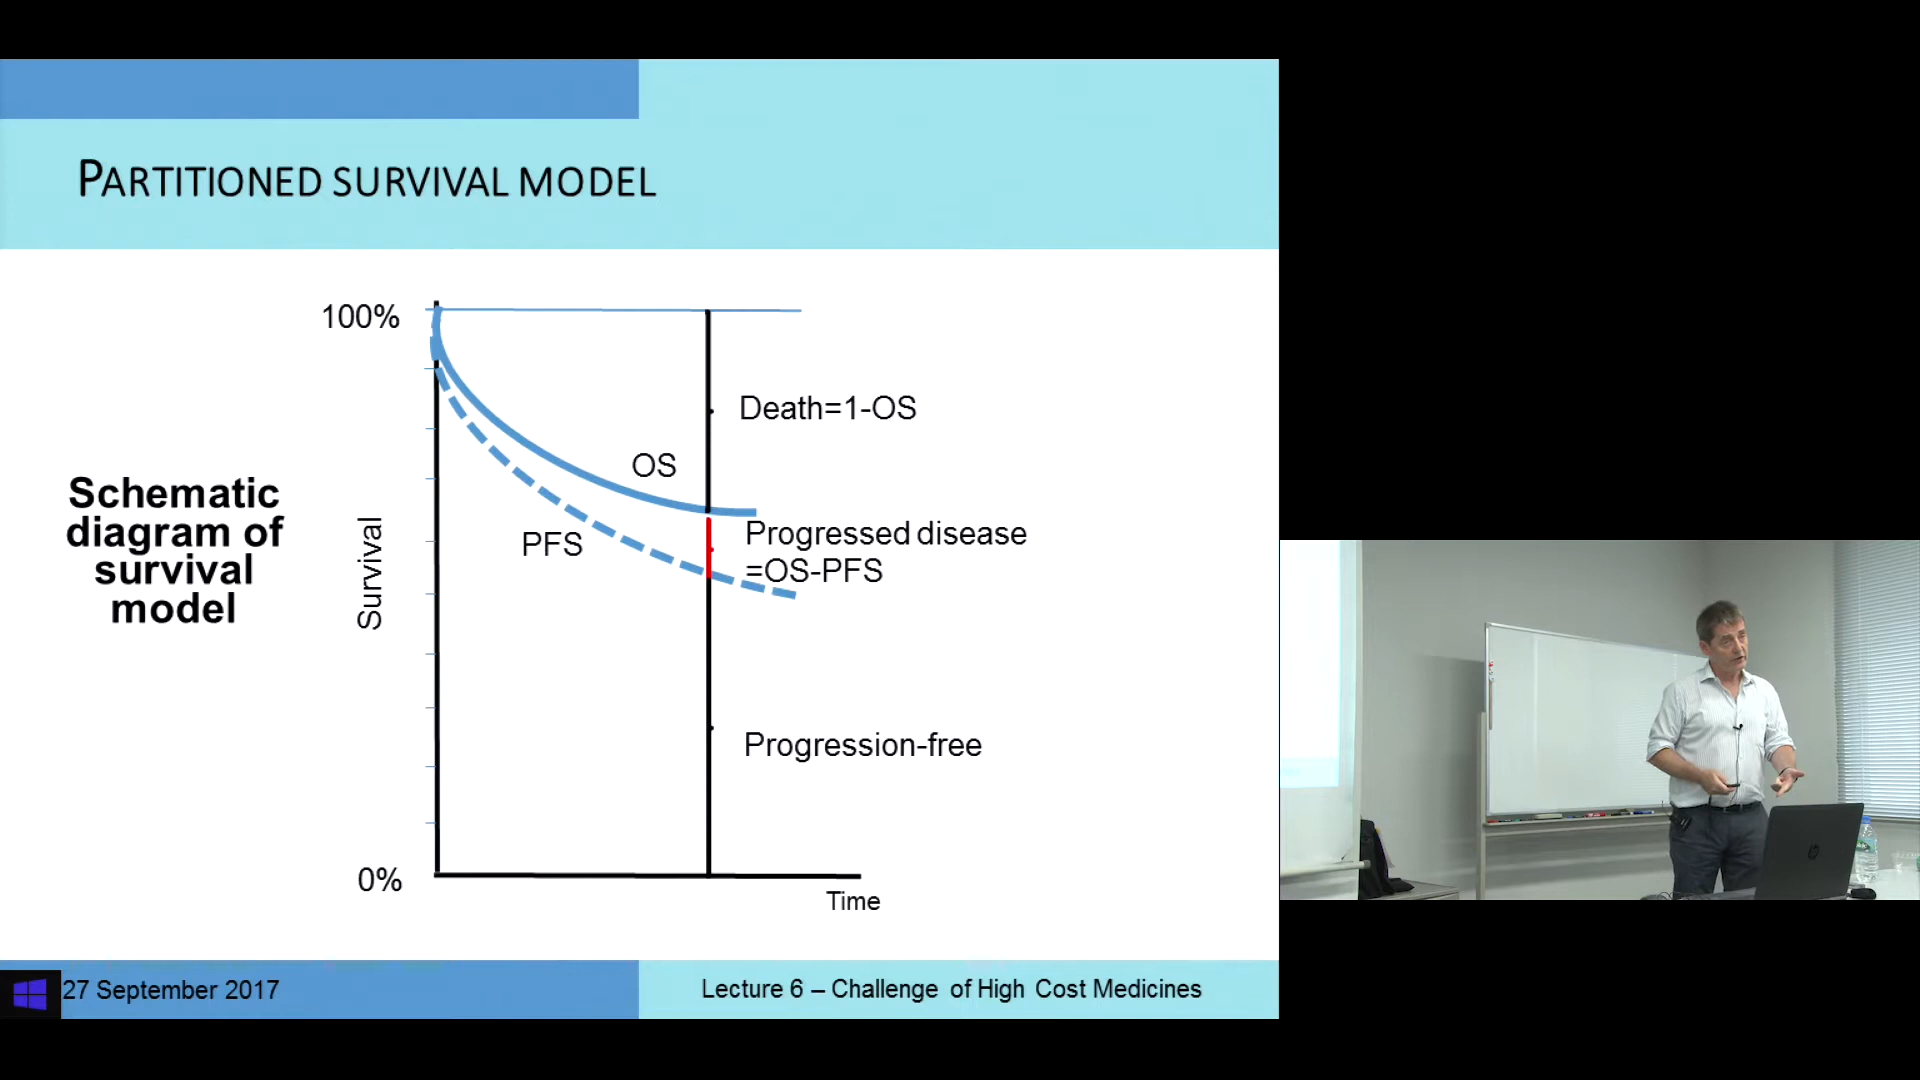 PARTITIONED SURVIVAL MODEL
100%
Death=1-OS
OS
Schematic
diagram of
survival
model
Survival
PFS
Progressed disease
=OS-PFS
Progression-free
0%
Time
27 September 2017
Lecture 6 – Challenge of High Cost Medicines